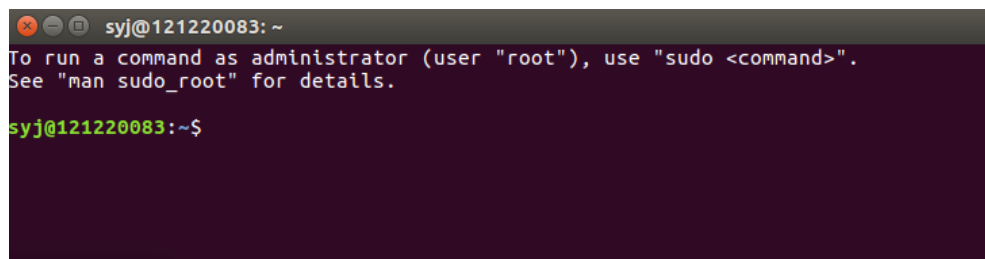 syj@121220083: ~
To run a command as administrator (user "root"), use "sudo <command>".
See "man sudo_root" for details.
syj@121220083:~$